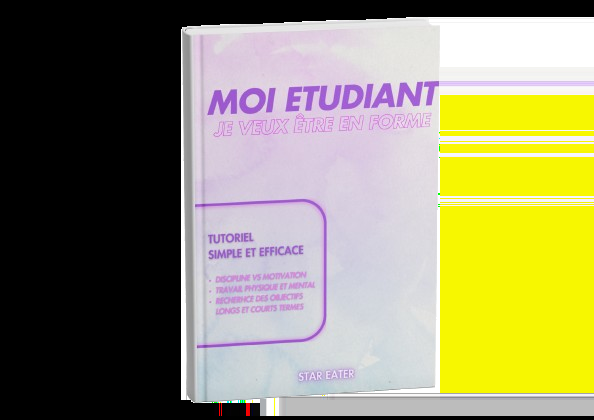 MOI ETUDIANT
JE VEUX ÊTRE EN FORME
TUTORIEL
SIMPLE ET EFFICACE
• DISCIPLINE VS MOTIVATION
• TRAVAIL PHYSIQUE ET MENTAL
• RECHERHCE DES OBJECTIFS
LONGS ET COURTS TERMES
STAR EATER